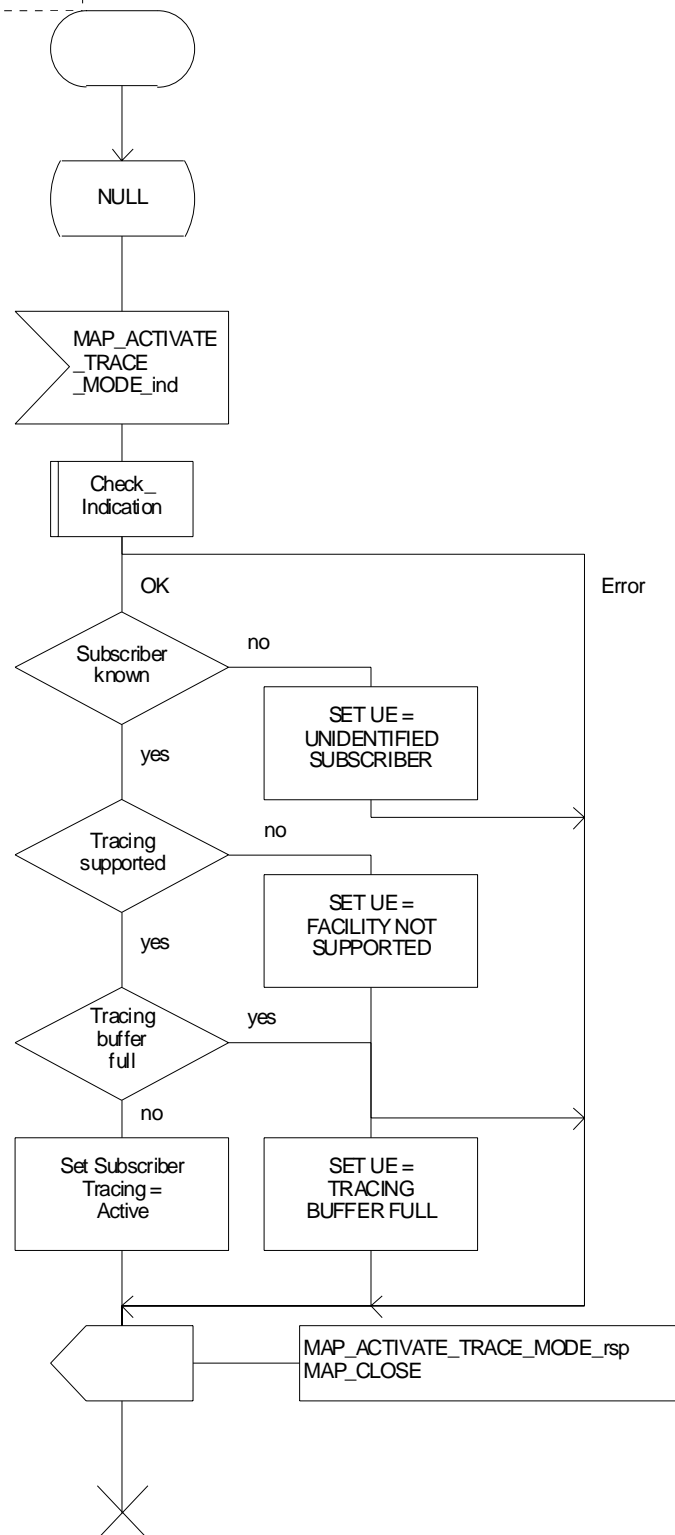 NULL
MAP_ACTIVATE
_TRACE
_MODE_ind
Check_
Indication
OK
Error
Subscriber
known
no
SET UE =
UNIDENTIFIED
SUBSCRIBER
yes
Tracing
supported
no
SET UE =
FACILITY NOT
SUPPORTED
yes
Tracing
buffer
full
yes
no
Set Subscriber
Tracing =
Active
SET UE =
TRACING
BUFFER FULL
MAP_ACTIVATE_TRACE_MODE_rsp
MAP_CLOSE